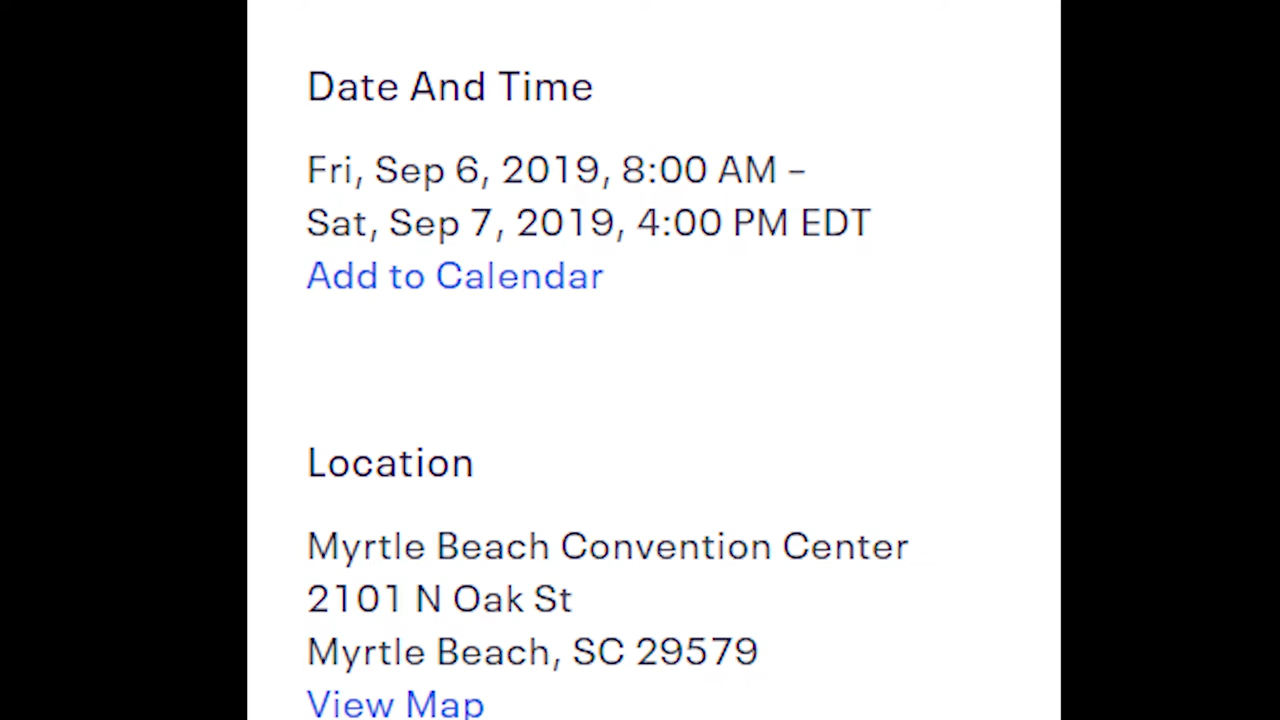 Date And Time
Fri, Sep 6, 2019, 8:00 AM –
Sat, Sep 7, 2019, 4:00 PM EDT
Add to Calendar
Location
Myrtle Beach Convention Center
2101 N Oak St
Myrtle Beach, SC 29579
View Map